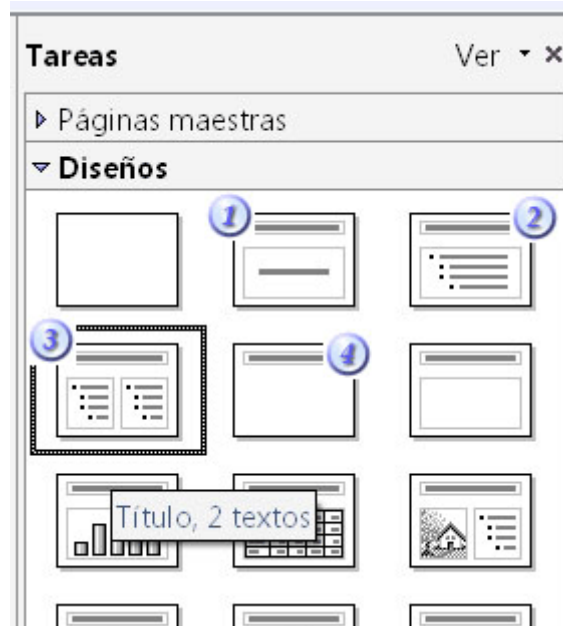 Tareas Ver
Páginas maestras
Diseños
1 2
3 4
Título, 2 textos